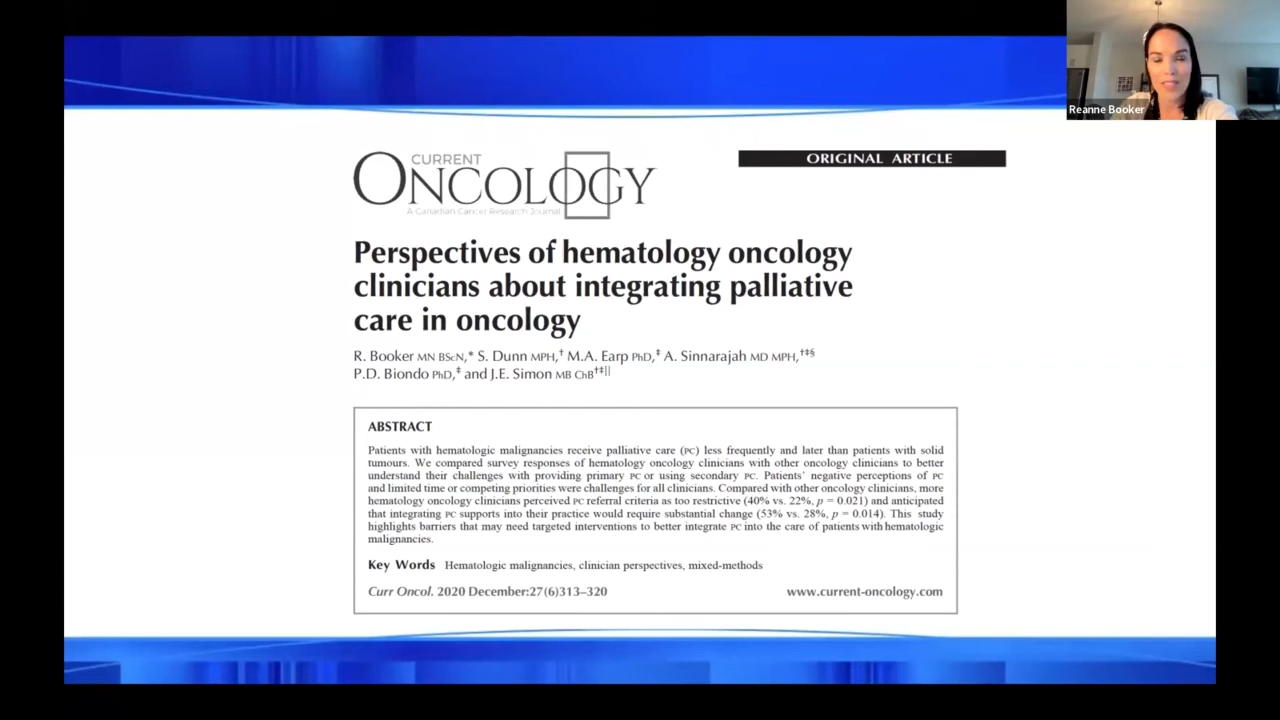 Reanne Booker
CURRENT
ONCOLOGY
A Canadian Cancer Research Journal
ORIGINAL ARTICLE
Perspectives of hematology oncology
clinicians about integrating palliative
care in oncology
R. Booker MN BScN,* S. Dunn MPH,† M.A. Earp PhD,‡ A. Sinnarajah MD MPH,†‡§
P.D. Biondo PhD,‡ and J.E. Simon MB ChB†‡||
ABSTRACT
Patients with hematologic malignancies receive palliative care (PC) less frequently and later than patients with solid
tumours. We compared survey responses of hematology oncology clinicians with other oncology clinicians to better
understand their challenges with providing primary PC or using secondary PC. Patients' negative perceptions of PC
and limited time or competing priorities were challenges for all clinicians. Compared with other oncology clinicians, more
hematology oncology clinicians perceived PC referral criteria as too restrictive (40% vs. 22%, p = 0.021) and anticipated
that integrating PC supports into their practice would require substantial change (53% vs. 28%, p = 0.014). This study
highlights barriers that may need targeted interventions to better integrate PC into the care of patients with hematologic
malignancies.
Key Words Hematologic malignancies, clinician perspectives, mixed-methods
Curr Oncol. 2020 December:27(6)313–320
www.current-oncology.com